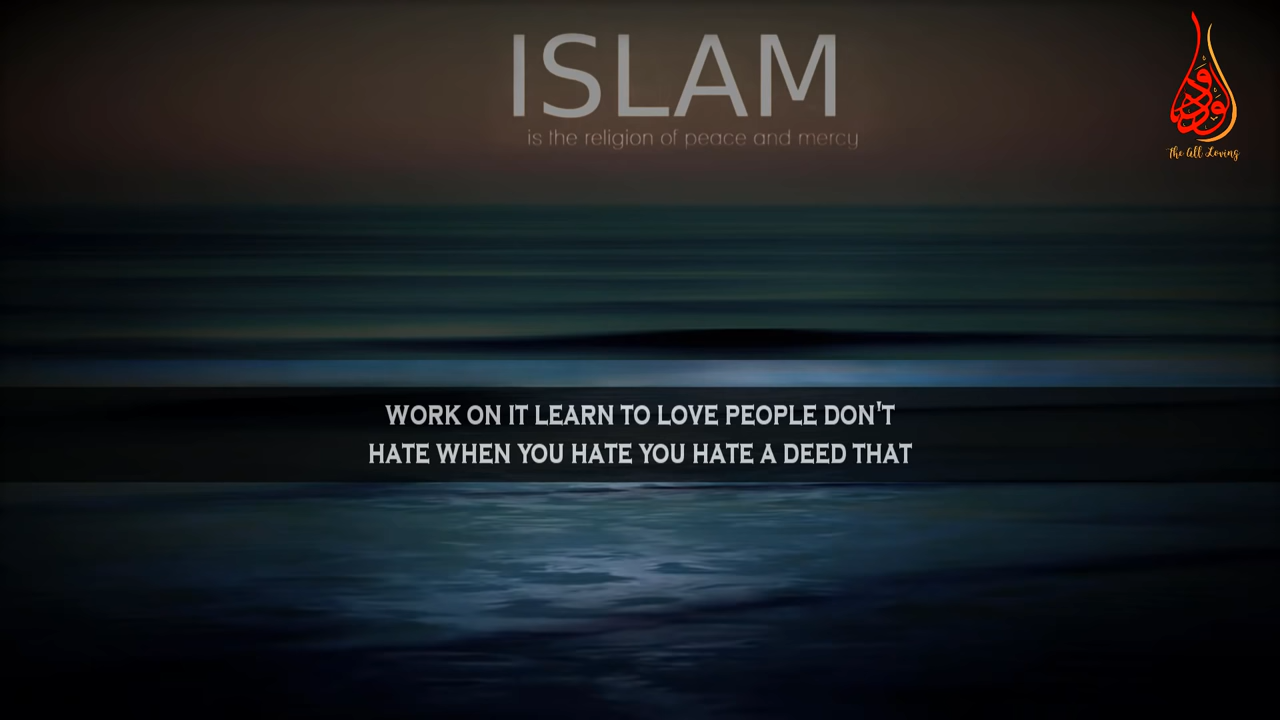 ISLAM
is the religion of peace and mercy
الودود
The All Loving
WORK ON IT LEARN TO LOVE PEOPLE DON'T
HATE WHEN YOU HATE YOU HATE A DEED THAT